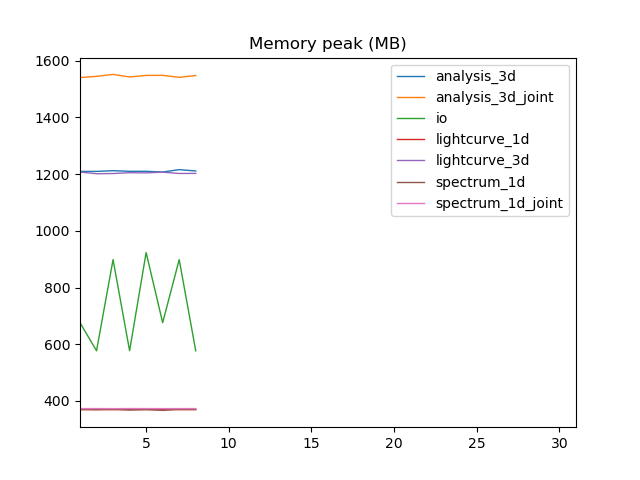 Memory peak (MB)
1600
1400
1200
1000
800
600
400
analysis_3d
analysis_3d_joint
io
lightcurve_1d
lightcurve_3d
spectrum_1d
spectrum_1d_joint
5 10 15 20 25 30